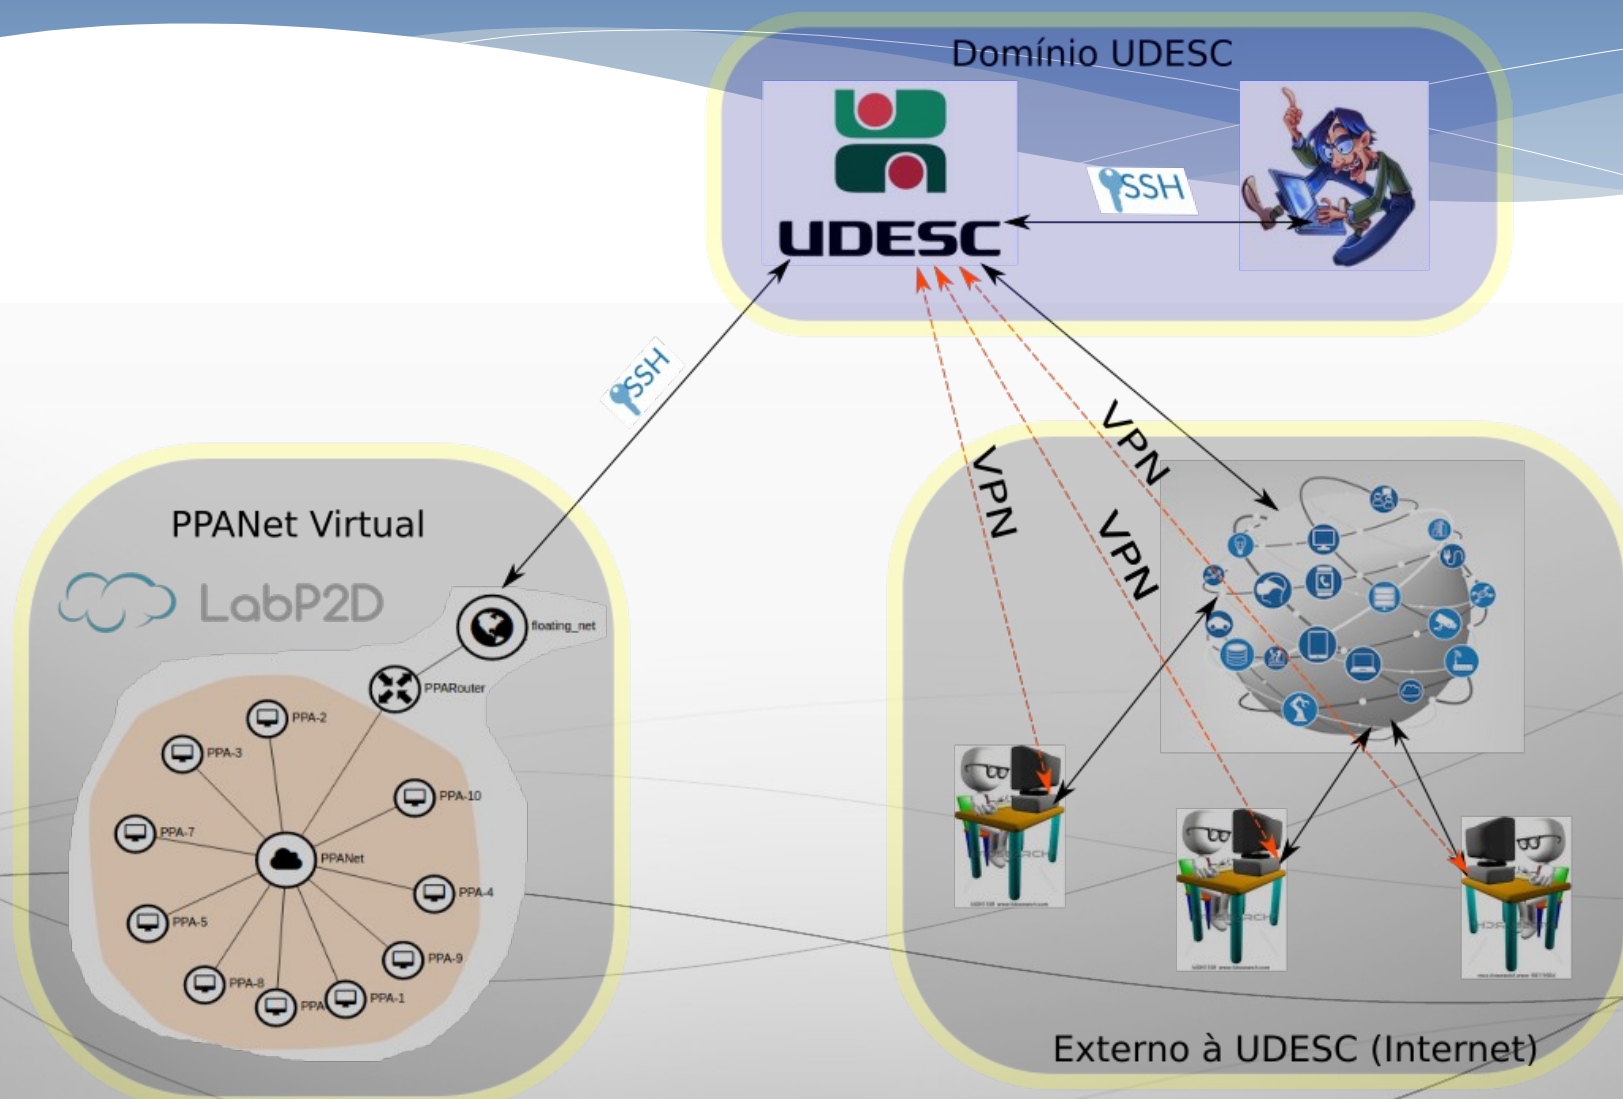 Domínio UDESC
UDESC
SSH
SSH
VPN
VPN
VPN
PPANet Virtual
LabP2D
floating_net
PPARouter
PPA-2
PPA-3
PPA-10
PPA-7
PPANet
PPA-4
PPA-5
PPA-9
PPA-8
PPA
PPA-1
Externo à UDESC (Internet)